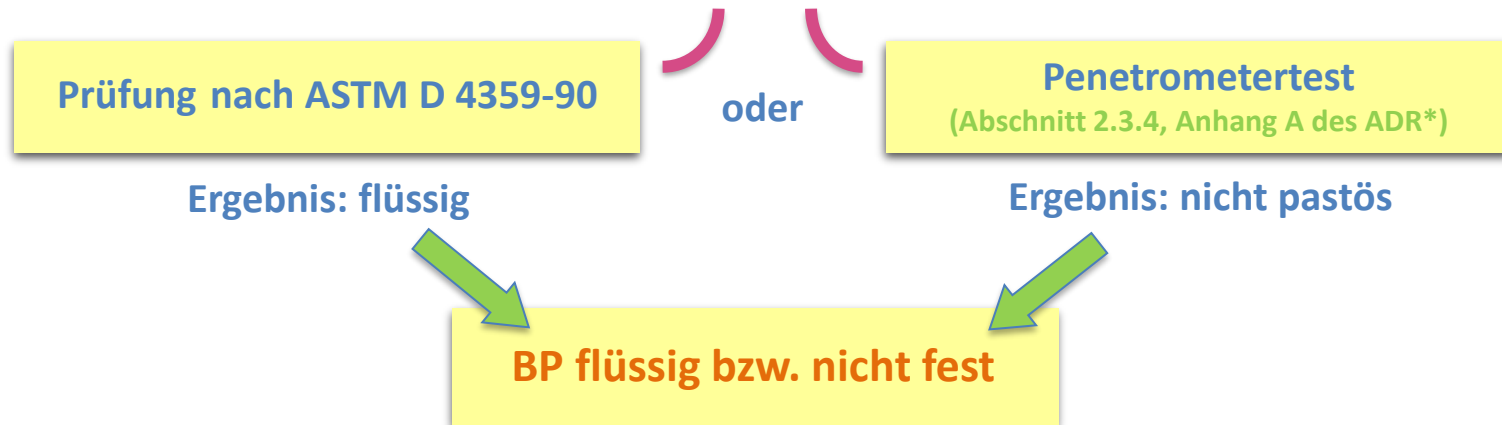 Prüfung nach ASTM D 4359-90
oder
Penetrometertest
(Abschnitt 2.3.4, Anhang A des ADR*)
Ergebnis: flüssig
Ergebnis: nicht pastös
BP flüssig bzw. nicht fest